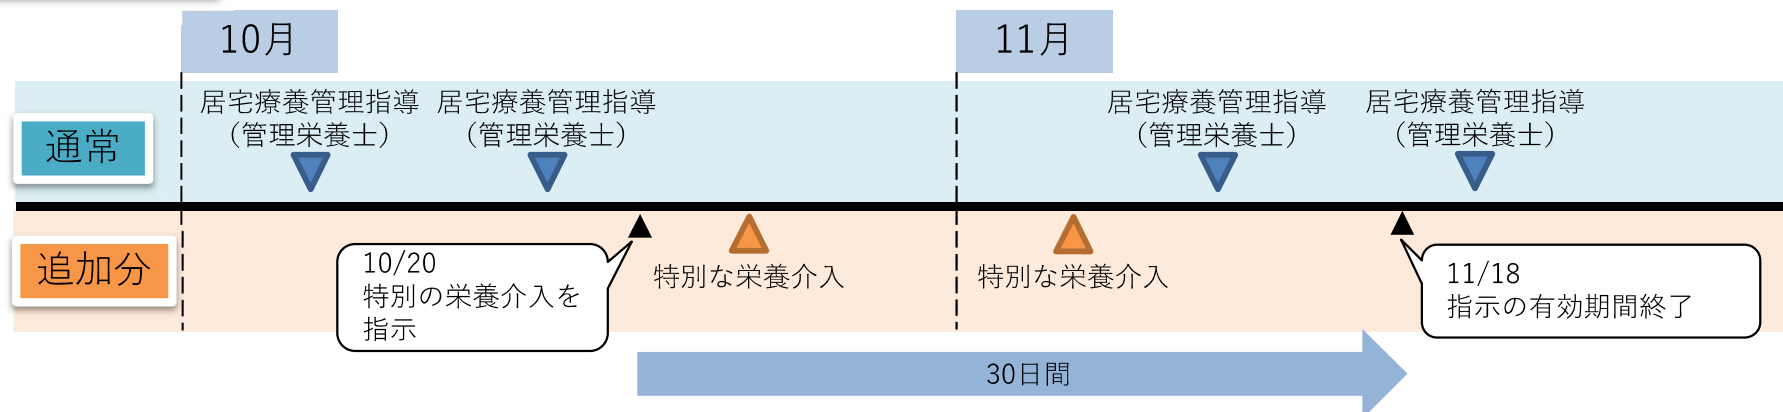 10月
11月
通常
居宅療養管理指導
（管理栄養士）
居宅療養管理指導
（管理栄養士）
居宅療養管理指導
（管理栄養士）
居宅療養管理指導
（管理栄養士）
追加分
10/20
特別の栄養介入を
指示
特別な栄養介入
特別な栄養介入
11/18
指示の有効期間終了
30日間